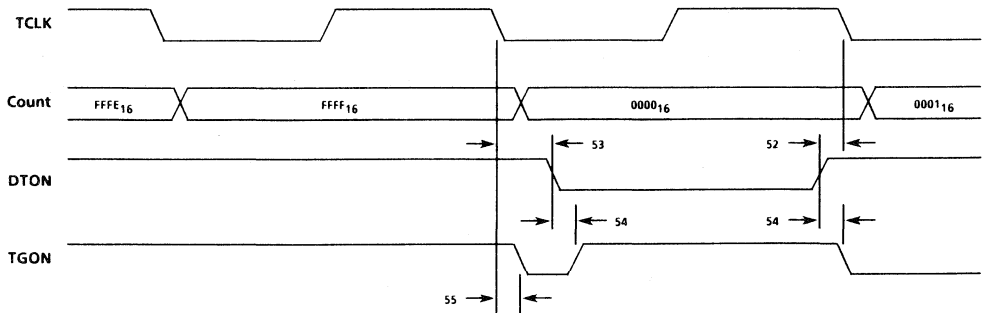 TCLK
Count FFFE16 FFFF16 000016 000116
53 52
DTON
54 54
TGON
55